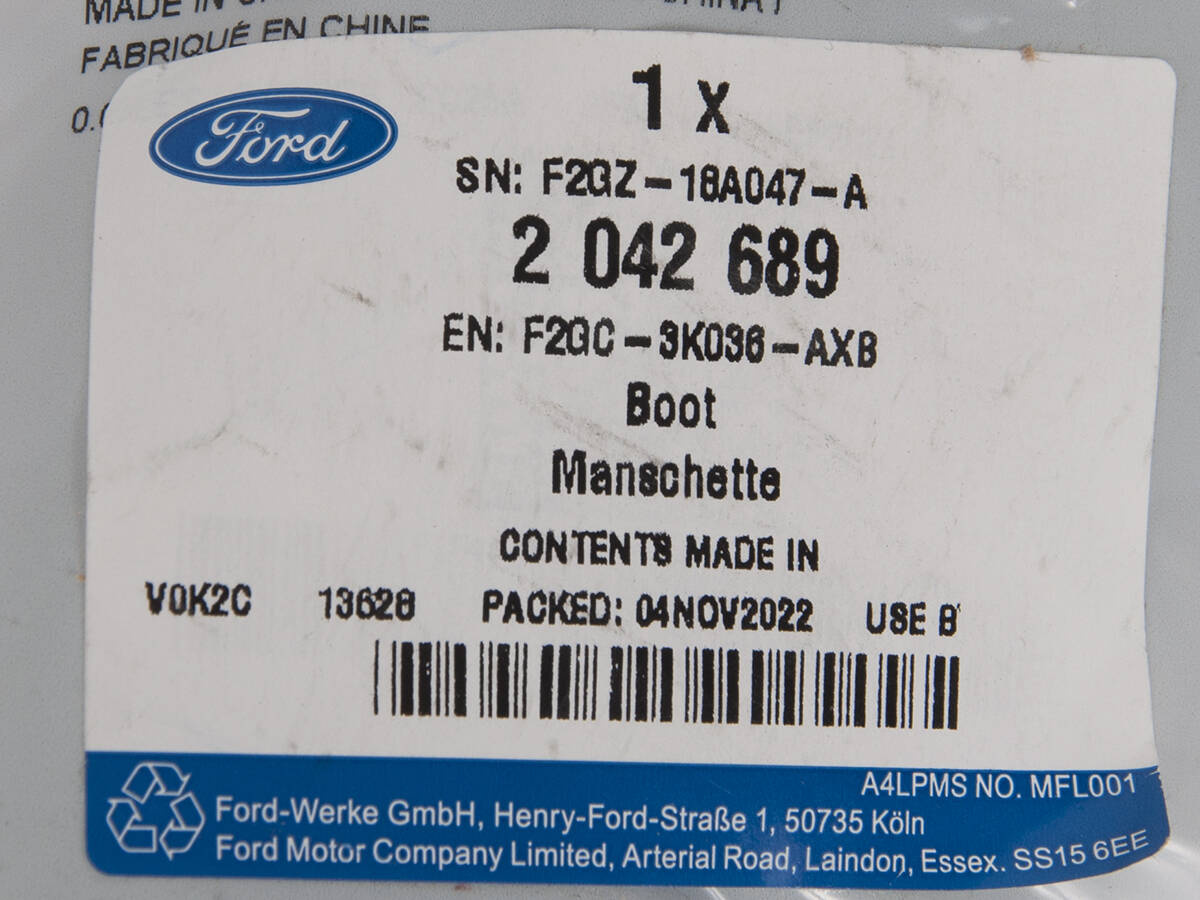 MADE IN
FABRIQUÉ EN CHINE
Ford
1 x
SN: F2GZ-18A047-A
2 042 689
EN: F2GC-3K036-AXB
Boot
Manschette
CONTENTS MADE IN
V0K2C 13628 PACKED: 04NOV2022 USE B
A4LPMS NO. MFL001
Ford-Werke GmbH, Henry-Ford-Straße 1, 50735 Köln
Ford Motor Company Limited, Arterial Road, Laindon, Essex. SS15 6EE